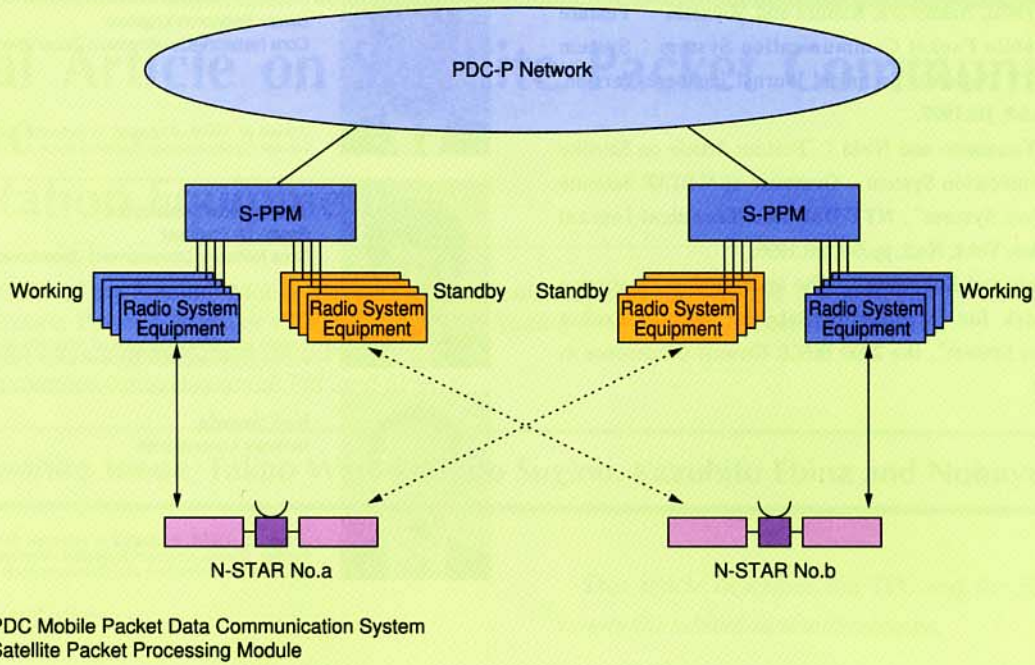 PDC-P Network
S-PPM
S-PPM
Working
Radio System
Equipment
Radio System
Equipment
Standby
Standby
Radio System
Equipment
Radio System
Equipment
Working
N-STAR No.a
N-STAR No.b
PDC Mobile Packet Data Communication System
Satellite Packet Processing Module